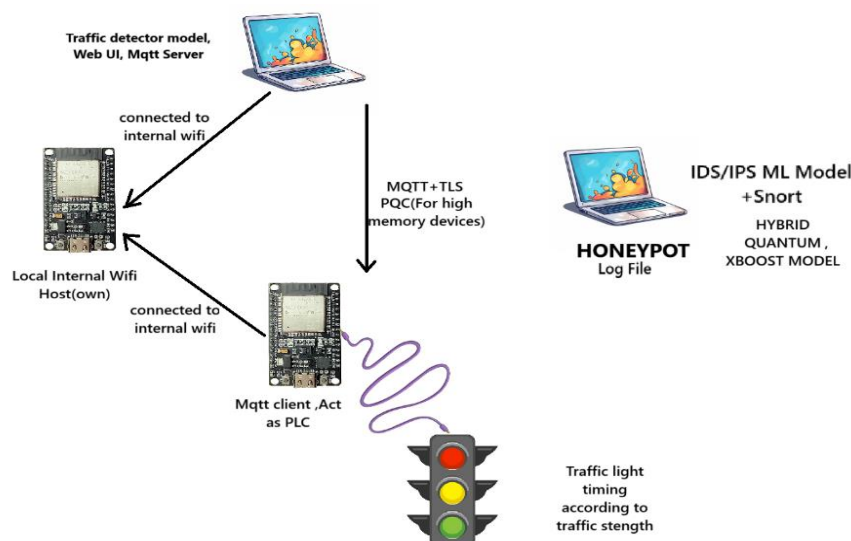 Traffic detector model,
Web UI, Mqtt Server
connected to
internal wifi
MQTT+TLS
PQC(For high
memory devices)
IDS/IPS ML Model
+Snort
HYBRID
QUANTUM ,
XBOOST MODEL
HONEYPOT
Log File
Local Internal Wifi
Host(own)
connected to
internal wifi
Mqtt client ,Act
as PLC
Traffic light
timing
according to
traffic stength